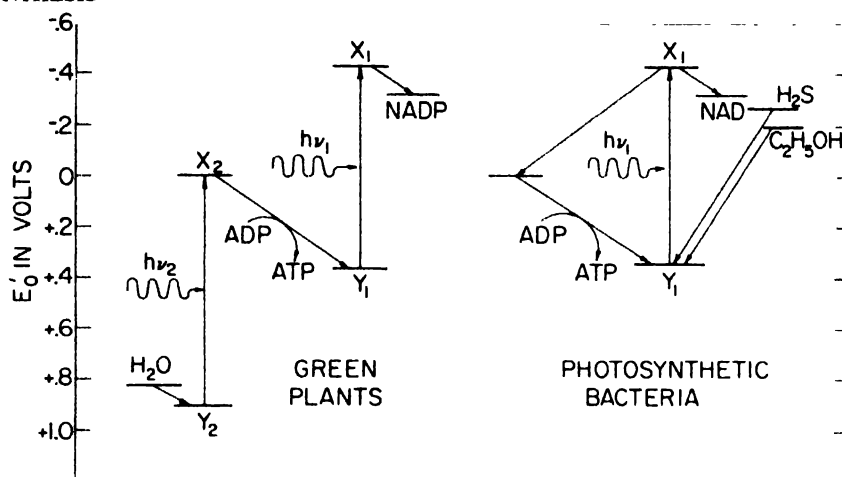 -.6
-.4
-.2
0
+.2
+.4
+.6
+.8
+1.0
E₀' IN VOLTS
X₁
NADP
hν₁
X₂
ADP
ATP
Y₁
hν₂
H₂O
Y₂
GREEN
PLANTS
X₁
NAD
H₂S
C₂H₅OH
hν₁
ADP
ATP
Y₁
PHOTOSYNTHETIC
BACTERIA